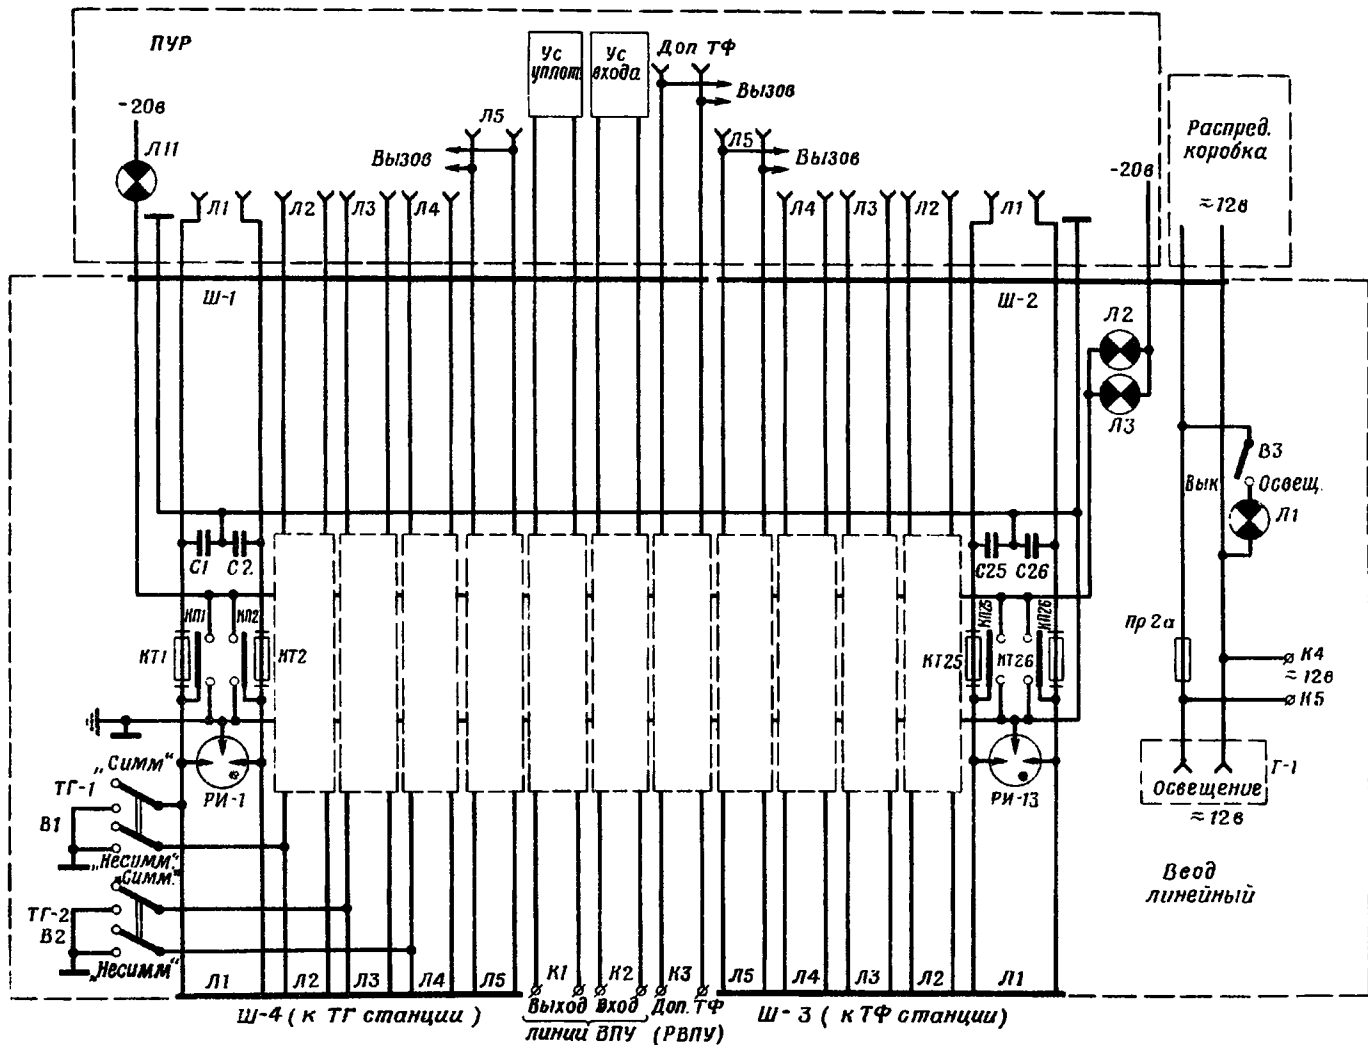 ПУР
Ус уплот.
Ус входа
Доп ТФ
Вызов
-20в
Л11
Л5
Вызов
Л5
Вызов
Распред.
коробка
≈12в
-20в
Л1
Л2
Л3
Л4
Л4
Л3
Л2
Л1
Ш-1
Ш-2
Л2
Л3
В3
Вык
Освещ.
Л1
С1
С2
С25
С26
КП1
КП2
КП25
КП26
КТ1
КТ2
КТ25
КТ26
Пр 2а
К4
≈12в
К5
„Симм“
ТГ-1
В1
„Несимм“
РИ-1
РИ-13
Г-1
Освещение
≈12в
„Симм“
ТГ-2
В2
„Несимм“
Ввод
линейный
Л1
Л2
Л3
Л4
Л5
К1
К2
К3
Л5
Л4
Л3
Л2
Л1
Ш-4 (к ТГ станции)
Выход
Вход
линии ВПУ
Доп. ТФ
(РВПУ)
Ш-3 (к ТФ станции)